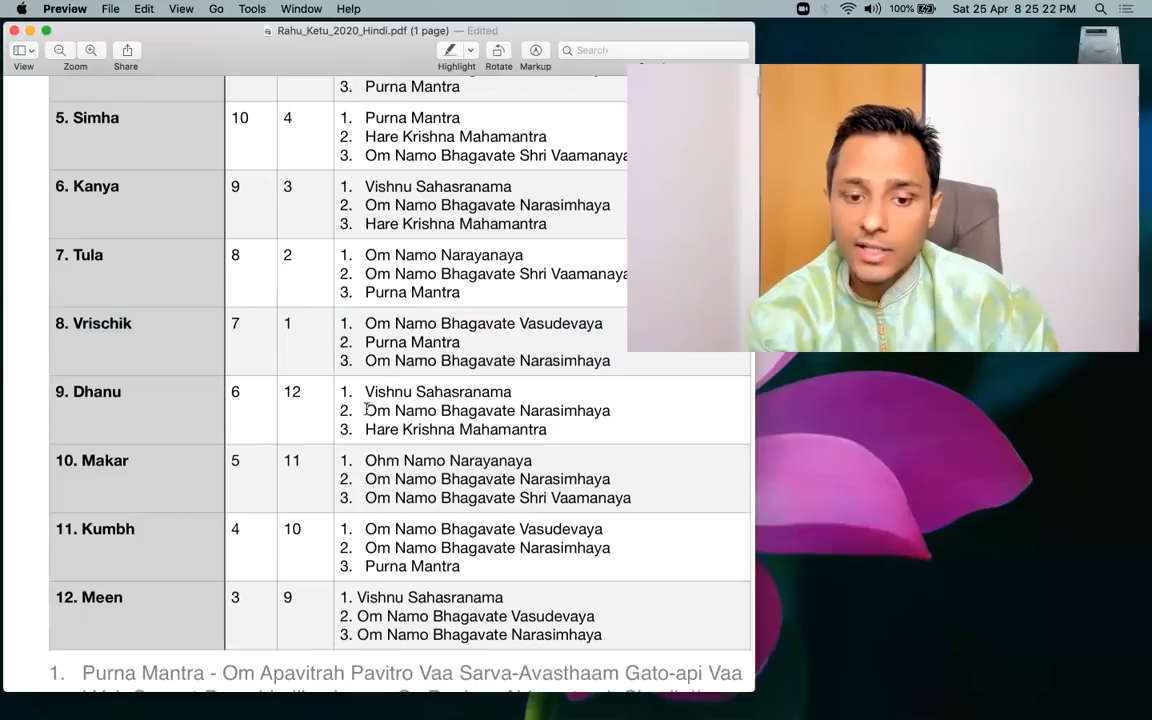 Preview File Edit View Go Tools Window Help 100% Sat 25 Apr 8 25 22 PM
Rahu_Ketu_2020_Hindi.pdf (1 page) — Edited
Search
View Zoom Share Highlight Rotate Markup
3. Purna Mantra
5. Simha 10 4 1. Purna Mantra
2. Hare Krishna Mahamantra
3. Om Namo Bhagavate Shri Vaamanaya
6. Kanya 9 3 1. Vishnu Sahasranama
2. Om Namo Bhagavate Narasimhaya
3. Hare Krishna Mahamantra
7. Tula 8 2 1. Om Namo Narayanaya
2. Om Namo Bhagavate Shri Vaamanaya
3. Purna Mantra
8. Vrischik 7 1 1. Om Namo Bhagavate Vasudevaya
2. Purna Mantra
3. Om Namo Bhagavate Narasimhaya
9. Dhanu 6 12 1. Vishnu Sahasranama
2. Om Namo Bhagavate Narasimhaya
3. Hare Krishna Mahamantra
10. Makar 5 11 1. Ohm Namo Narayanaya
2. Om Namo Bhagavate Narasimhaya
3. Om Namo Bhagavate Shri Vaamanaya
11. Kumbh 4 10 1. Om Namo Bhagavate Vasudevaya
2. Om Namo Bhagavate Narasimhaya
3. Purna Mantra
12. Meen 3 9 1. Vishnu Sahasranama
2. Om Namo Bhagavate Vasudevaya
3. Om Namo Bhagavate Narasimhaya
1. Purna Mantra - Om Apavitrah Pavitro Vaa Sarva-Avasthaam Gato-api Vaa